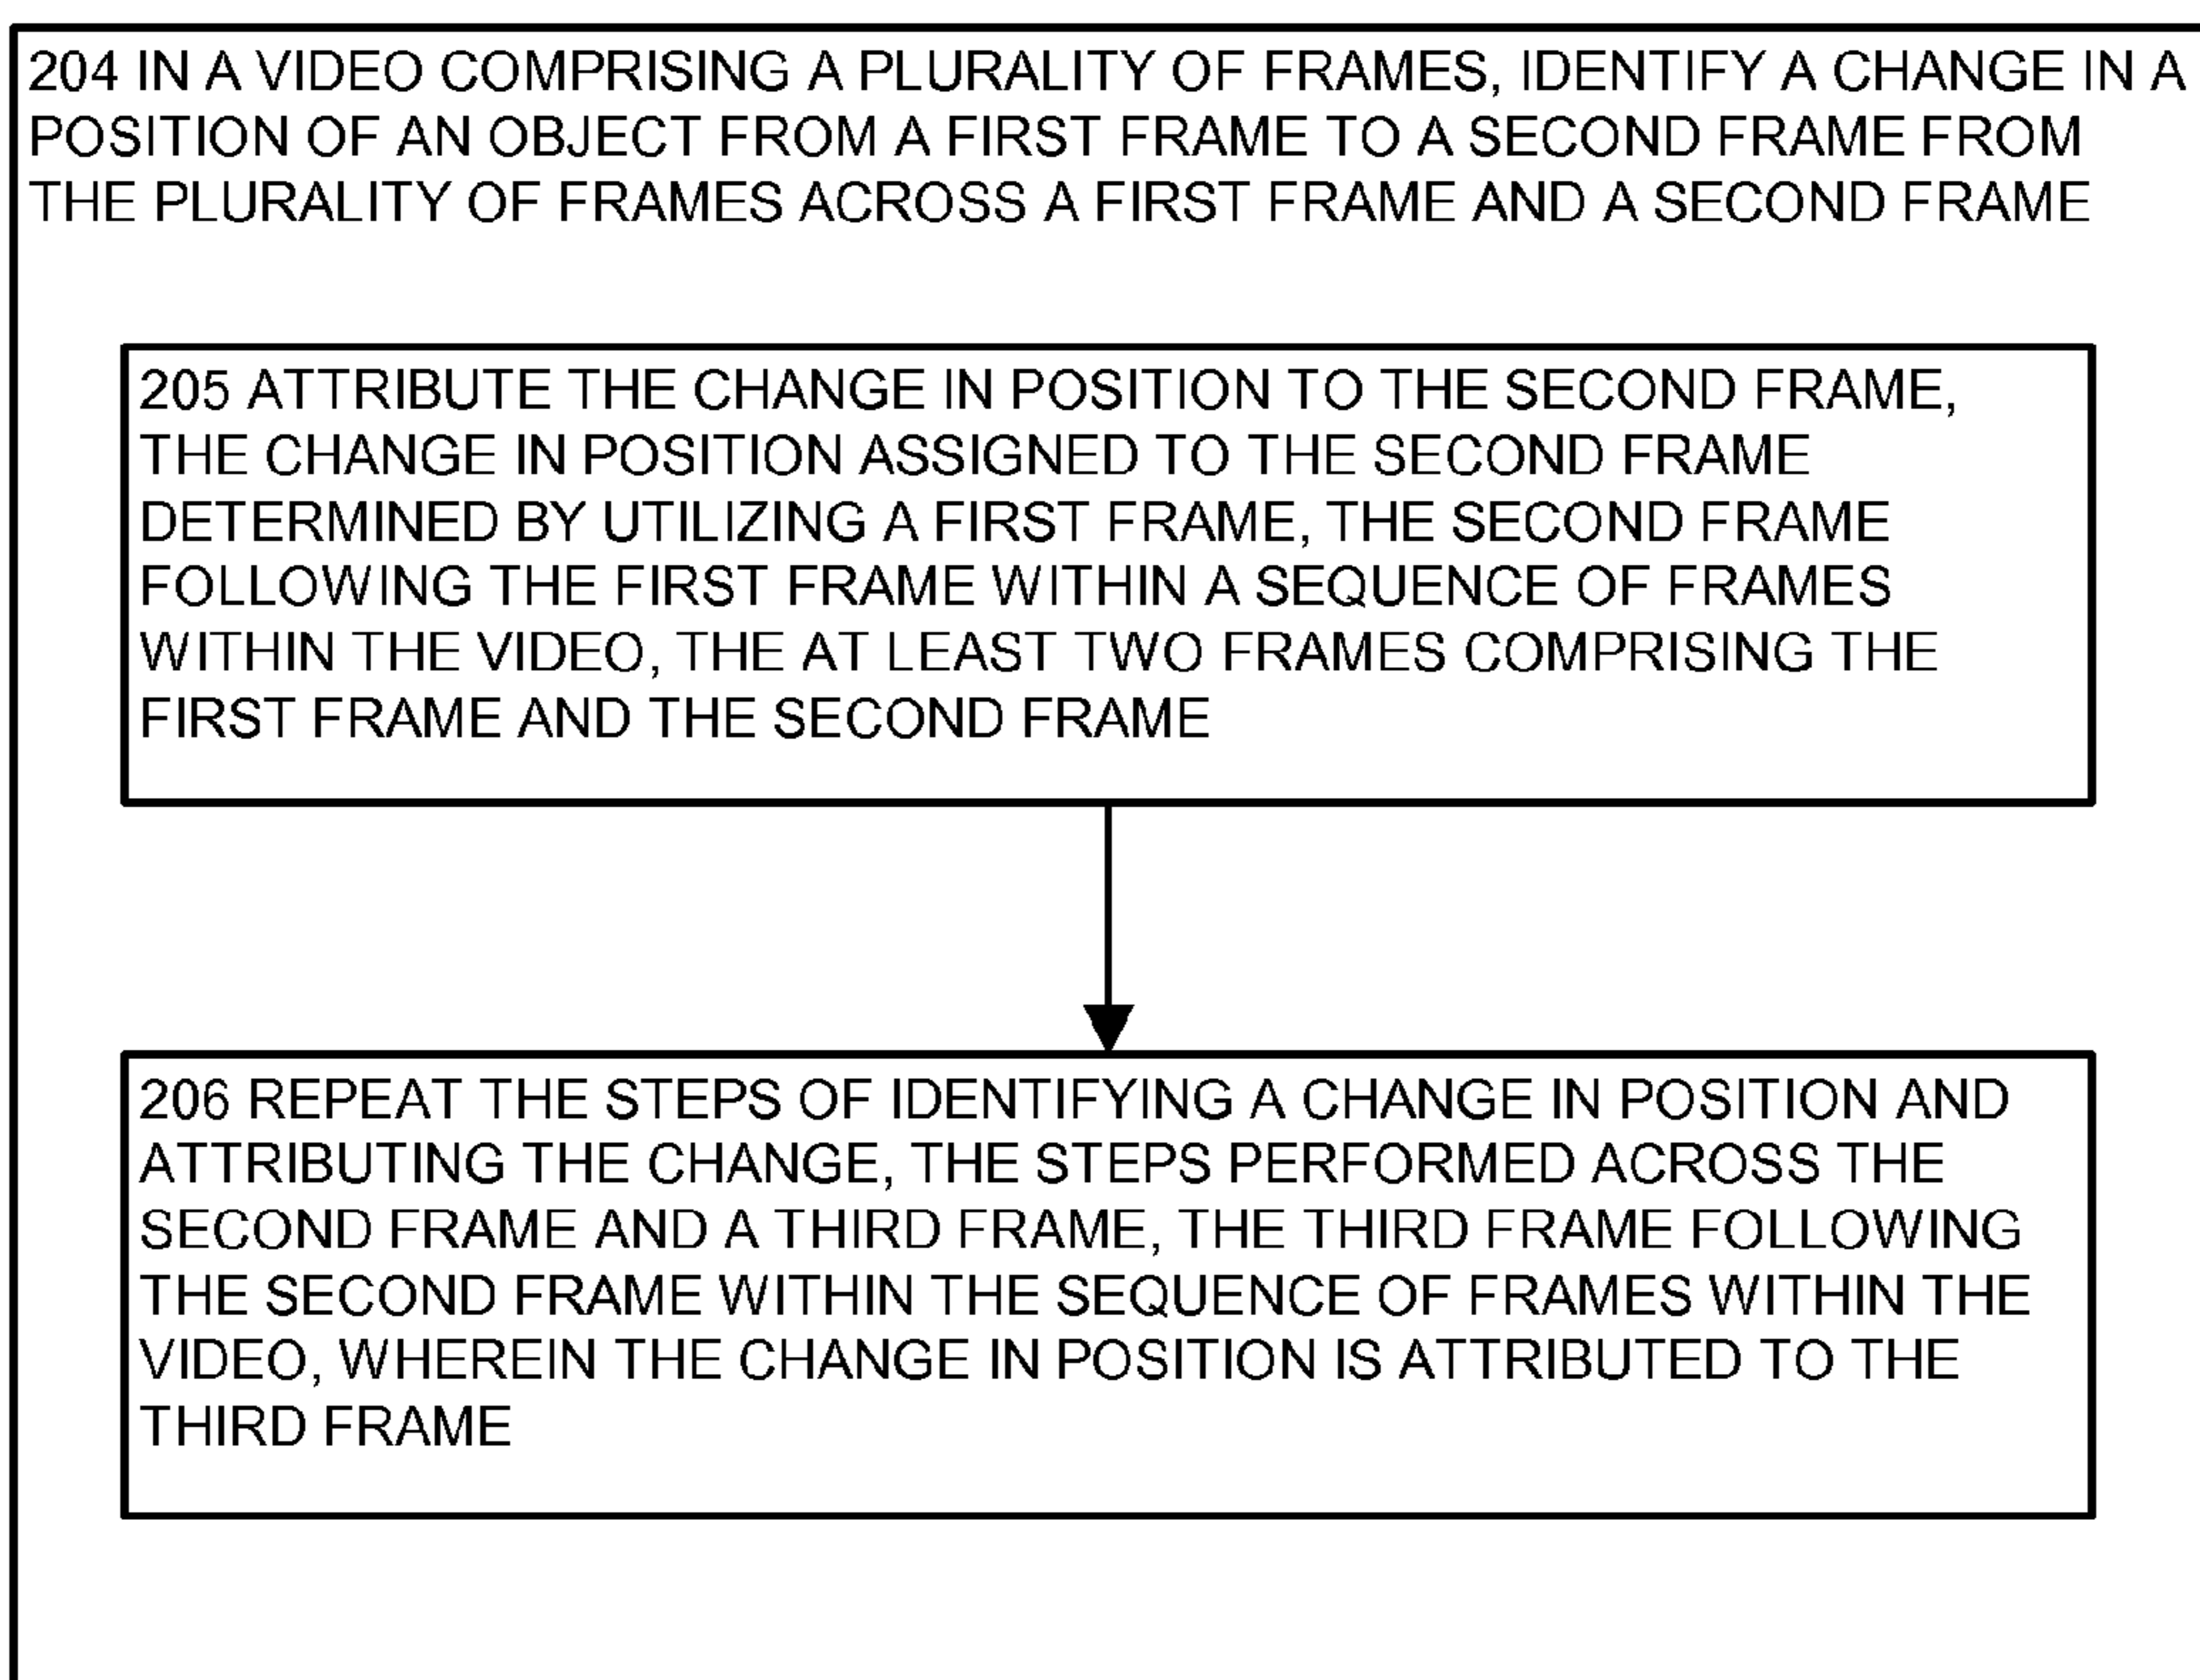 204 IN A VIDEO COMPRISING A PLURALITY OF FRAMES, IDENTIFY A CHANGE IN A
POSITION OF AN OBJECT FROM A FIRST FRAME TO A SECOND FRAME FROM
THE PLURALITY OF FRAMES ACROSS A FIRST FRAME AND A SECOND FRAME
205 ATTRIBUTE THE CHANGE IN POSITION TO THE SECOND FRAME,
THE CHANGE IN POSITION ASSIGNED TO THE SECOND FRAME
DETERMINED BY UTILIZING A FIRST FRAME, THE SECOND FRAME
FOLLOWING THE FIRST FRAME WITHIN A SEQUENCE OF FRAMES
WITHIN THE VIDEO, THE AT LEAST TWO FRAMES COMPRISING THE
FIRST FRAME AND THE SECOND FRAME
206 REPEAT THE STEPS OF IDENTIFYING A CHANGE IN POSITION AND
ATTRIBUTING THE CHANGE, THE STEPS PERFORMED ACROSS THE
SECOND FRAME AND A THIRD FRAME, THE THIRD FRAME FOLLOWING
THE SECOND FRAME WITHIN THE SEQUENCE OF FRAMES WITHIN THE
VIDEO, WHEREIN THE CHANGE IN POSITION IS ATTRIBUTED TO THE
THIRD FRAME